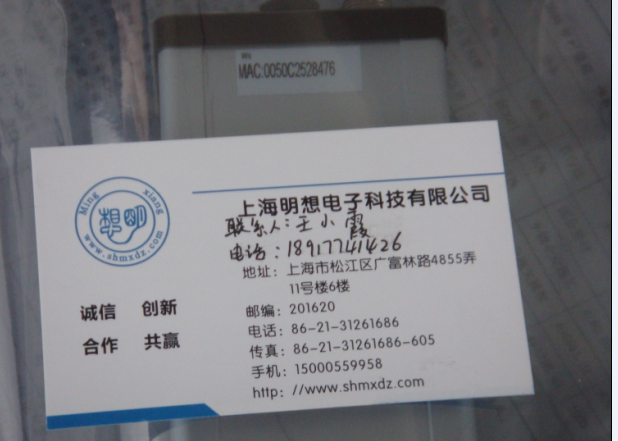 MAC:0050C2528476
Ming xiang
想明
www.shmxdz.com
上海明想电子科技有限公司
联系人:王小霞
电话:18917741426
地址:上海市松江区广富林路4855弄
11号楼6楼
邮编:201620
电话:86-21-31261686
传真:86-21-31261686-605
手机:15000559958
http: //www.shmxdz.com
诚信 创新
合作 共赢